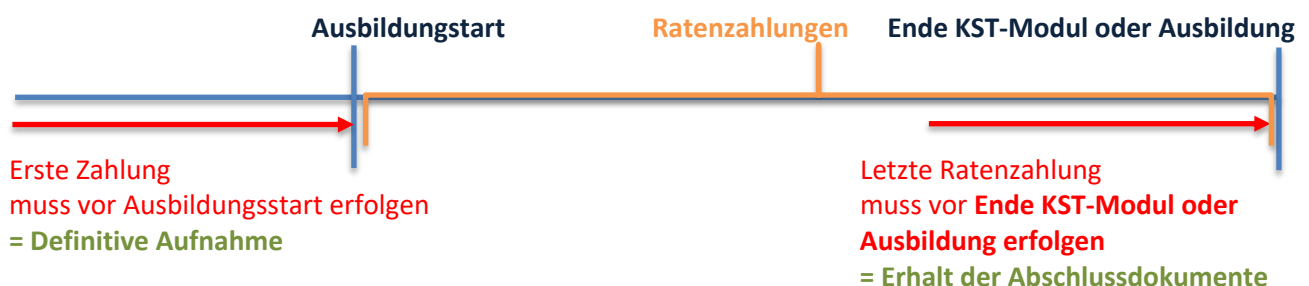 Ausbildungstart Ratenzahlungen Ende KST-Modul oder Ausbildung
Erste Zahlung
muss vor Ausbildungsstart erfolgen
= Definitive Aufnahme
Letzte Ratenzahlung
muss vor Ende KST-Modul oder
Ausbildung erfolgen
= Erhalt der Abschlussdokumente